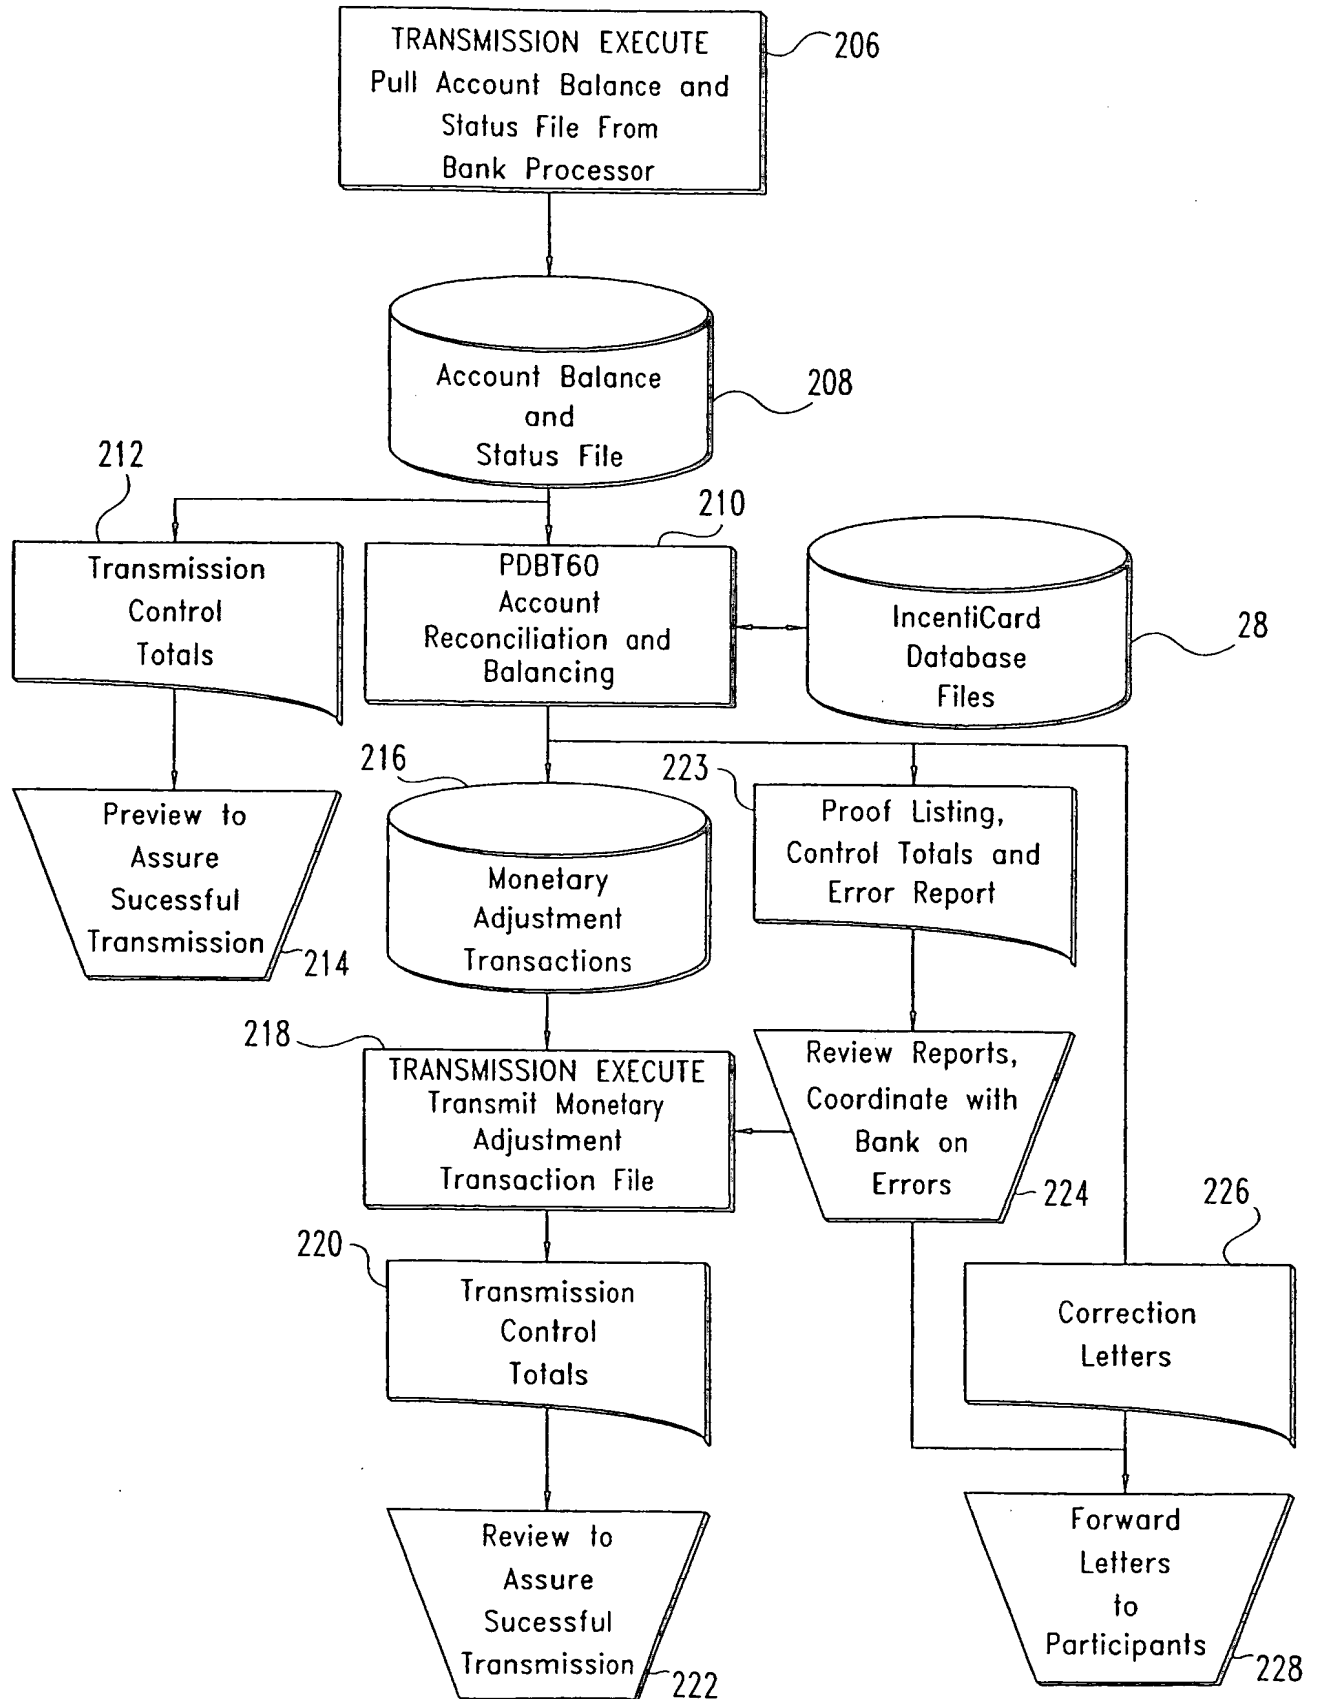 TRANSMISSION EXECUTE
Pull Account Balance and
Status File From
Bank Processor
206
Account Balance
and
Status File
208
212
Transmission
Control
Totals
210
PDBT60
Account
Reconciliation and
Balancing
IncentiCard
Database
Files
28
Preview to
Assure
Sucessful
Transmission
214
216
Monetary
Adjustment
Transactions
223
Proof Listing,
Control Totals and
Error Report
218
TRANSMISSION EXECUTE
Transmit Monetary
Adjustment
Transaction File
Review Reports,
Coordinate with
Bank on
Errors
224
220
Transmission
Control
Totals
226
Correction
Letters
Review to
Assure
Sucessful
Transmission
222
Forward
Letters
to
Participants
228